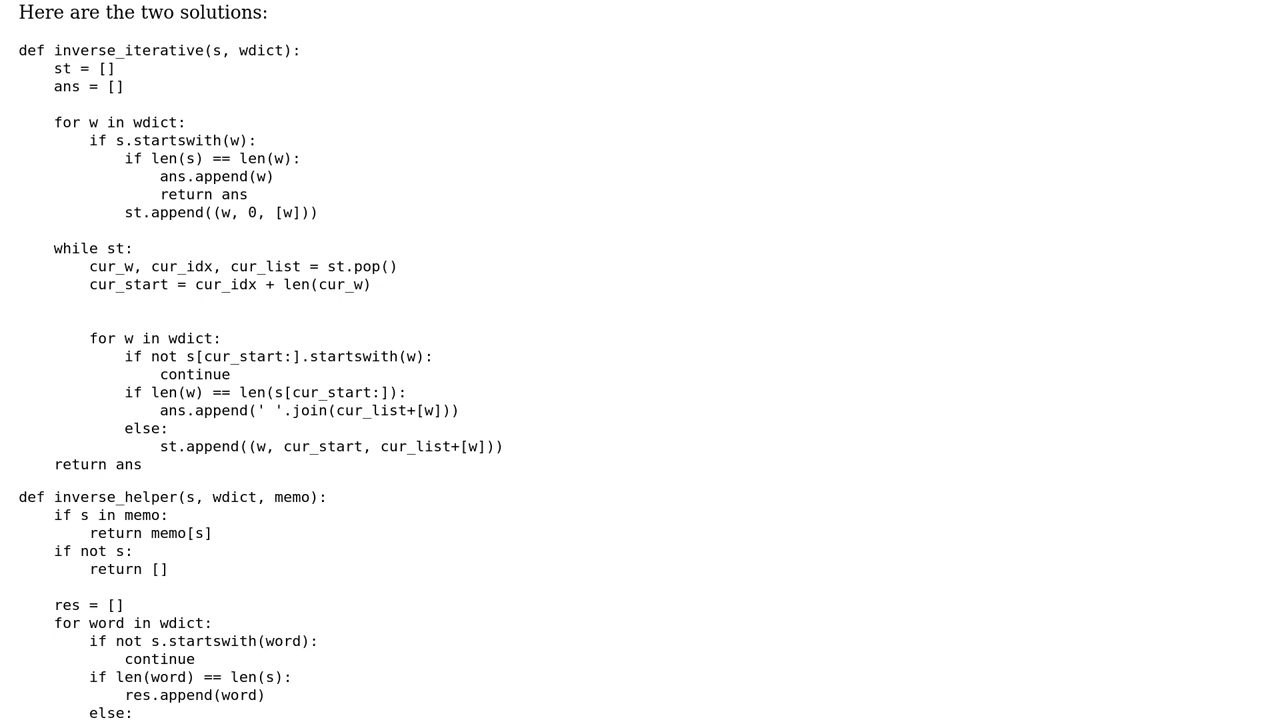 Here are the two solutions:
def inverse_iterative(s, wdict):
    st = []
    ans = []
    for w in wdict:
        if s.startswith(w):
            if len(s) == len(w):
                ans.append(w)
                return ans
            st.append((w, 0, [w]))
    while st:
        cur_w, cur_idx, cur_list = st.pop()
        cur_start = cur_idx + len(cur_w)
        for w in wdict:
            if not s[cur_start:].startswith(w):
                continue
            if len(w) == len(s[cur_start:]):
                ans.append(' '.join(cur_list+[w]))
            else:
                st.append((w, cur_start, cur_list+[w]))
    return ans
def inverse_helper(s, wdict, memo):
    if s in memo:
        return memo[s]
    if not s:
        return []
    res = []
    for word in wdict:
        if not s.startswith(word):
            continue
        if len(word) == len(s):
            res.append(word)
        else: